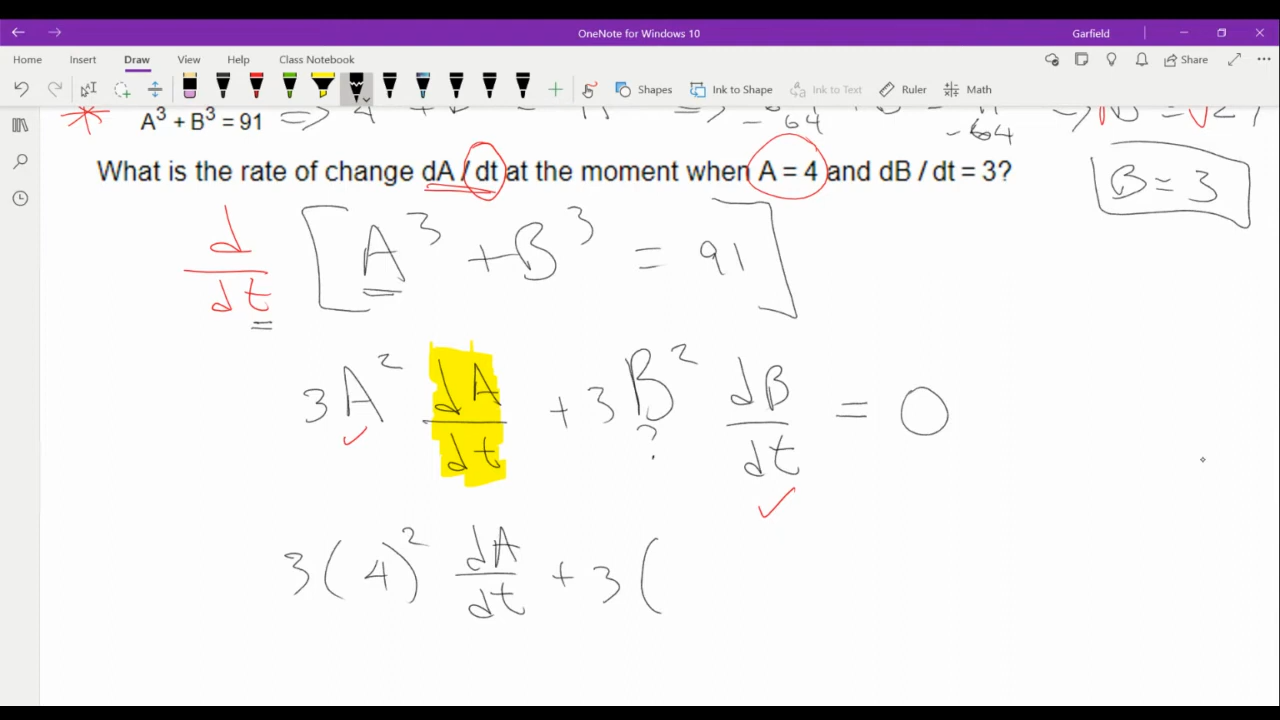 OneNote for Windows 10
Garfield
Home Insert Draw View Help Class Notebook
Share
Shapes Ink to Shape Ink to Text Ruler Math
A³ + B³ = 91 =>
-64 -64
What is the rate of change dA / dt at the moment when A = 4 and dB / dt = 3?
B = 3
d/dt [A³ + B³ = 91]
3A² dA/dt + 3B² dB/dt = 0
?
3(4)² dA/dt + 3(